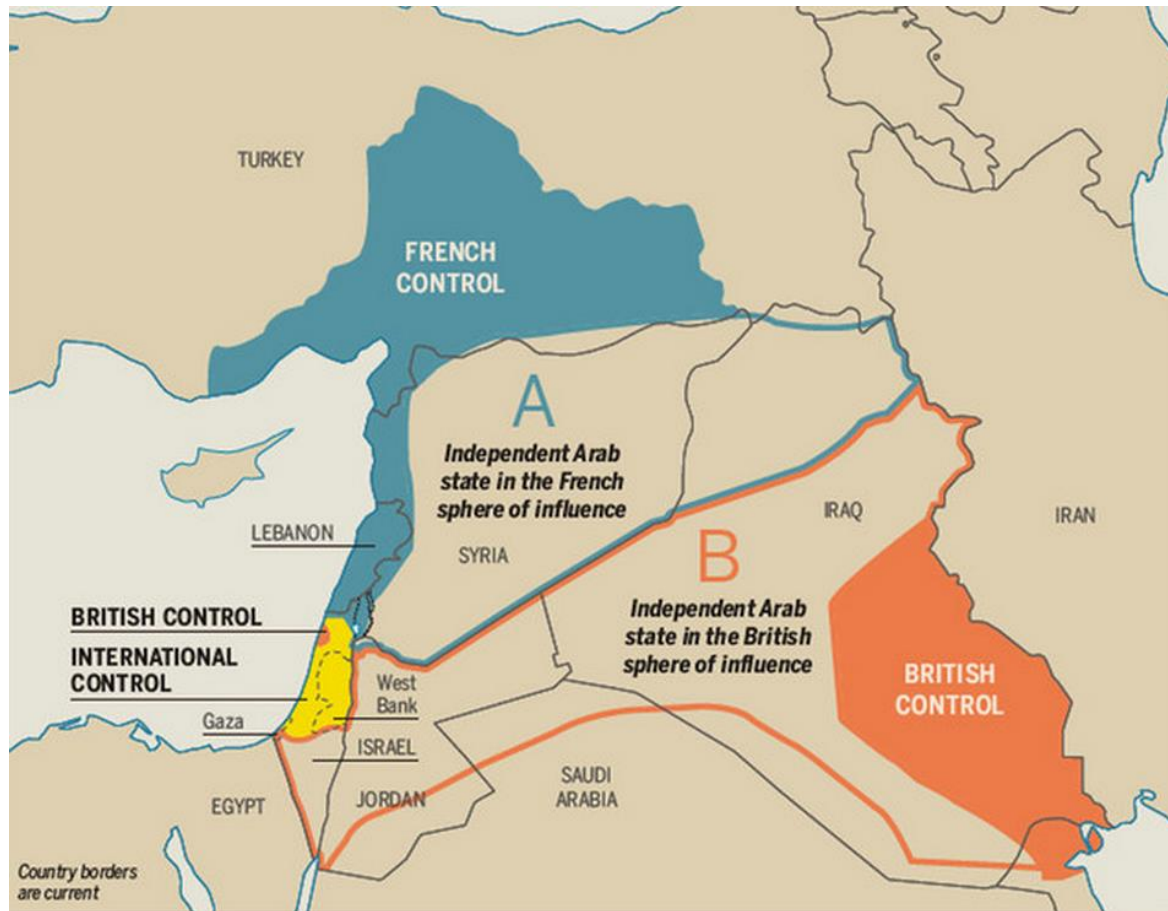 TURKEY
FRENCH
CONTROL
A
Independent Arab
state in the French
sphere of influence
LEBANON
SYRIA
IRAQ
IRAN
B
Independent Arab
state in the British
sphere of influence
BRITISH CONTROL
INTERNATIONAL
CONTROL
BRITISH
CONTROL
West
Bank
Gaza
ISRAEL
EGYPT
JORDAN
SAUDI
ARABIA
Country borders
are current